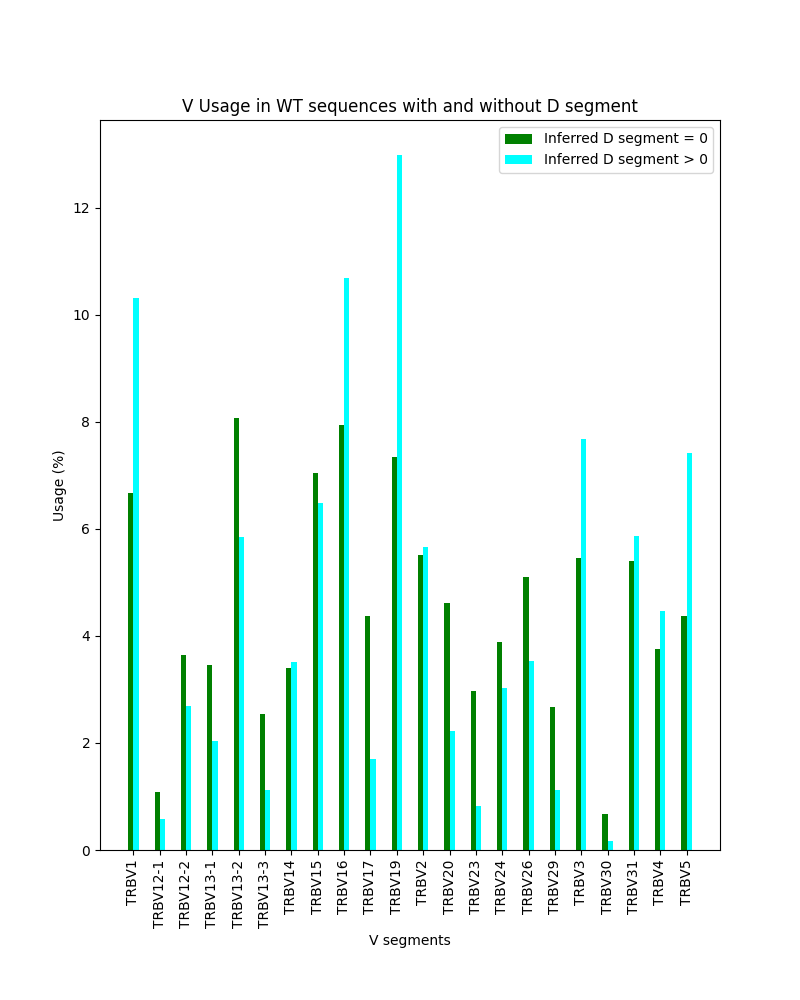 V Usage in WT sequences with and without D segment
Inferred D segment = 0
Inferred D segment > 0
Usage (%)
12
10
8
6
4
2
0
TRBV1
TRBV12-1
TRBV12-2
TRBV13-1
TRBV13-2
TRBV13-3
TRBV14
TRBV15
TRBV16
TRBV17
TRBV19
TRBV2
TRBV20
TRBV23
TRBV24
TRBV26
TRBV29
TRBV3
TRBV30
TRBV31
TRBV4
TRBV5
V segments